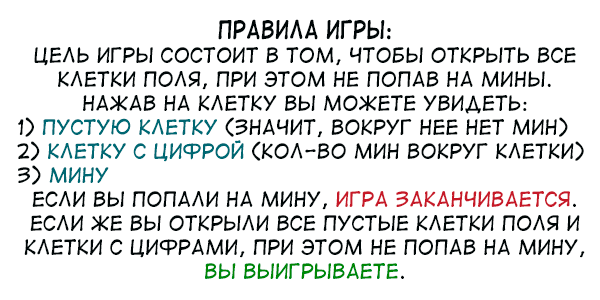 ПРАВИЛА ИГРЫ:
ЦЕЛЬ ИГРЫ СОСТОИТ В ТОМ, ЧТОБЫ ОТКРЫТЬ ВСЕ
КЛЕТКИ ПОЛЯ, ПРИ ЭТОМ НЕ ПОПАВ НА МИНЫ.
НАЖАВ НА КЛЕТКУ ВЫ МОЖЕТЕ УВИДЕТЬ:
1) ПУСТУЮ КЛЕТКУ (ЗНАЧИТ, ВОКРУГ НЕЕ НЕТ МИН)
2) КЛЕТКУ С ЦИФРОЙ (КОЛ-ВО МИН ВОКРУГ КЛЕТКИ)
3) МИНУ
ЕСЛИ ВЫ ПОПАЛИ НА МИНУ, ИГРА ЗАКАНЧИВАЕТСЯ.
ЕСЛИ ЖЕ ВЫ ОТКРЫЛИ ВСЕ ПУСТЫЕ КЛЕТКИ ПОЛЯ И
КЛЕТКИ С ЦИФРАМИ, ПРИ ЭТОМ НЕ ПОПАВ НА МИНУ,
ВЫ ВЫИГРЫВАЕТЕ.